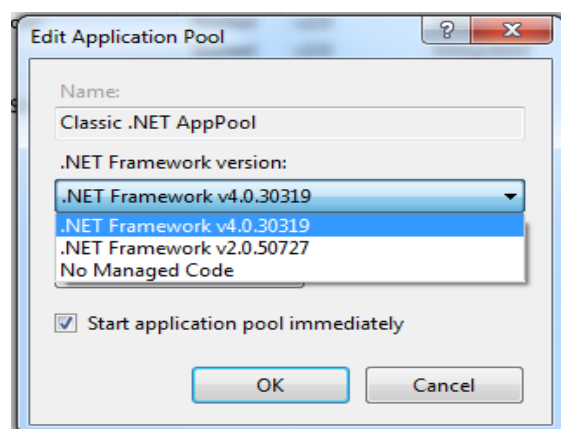 Edit Application Pool
Name:
Classic .NET AppPool
.NET Framework version:
.NET Framework v4.0.30319
.NET Framework v4.0.30319
.NET Framework v2.0.50727
No Managed Code
Start application pool immediately
OK
Cancel